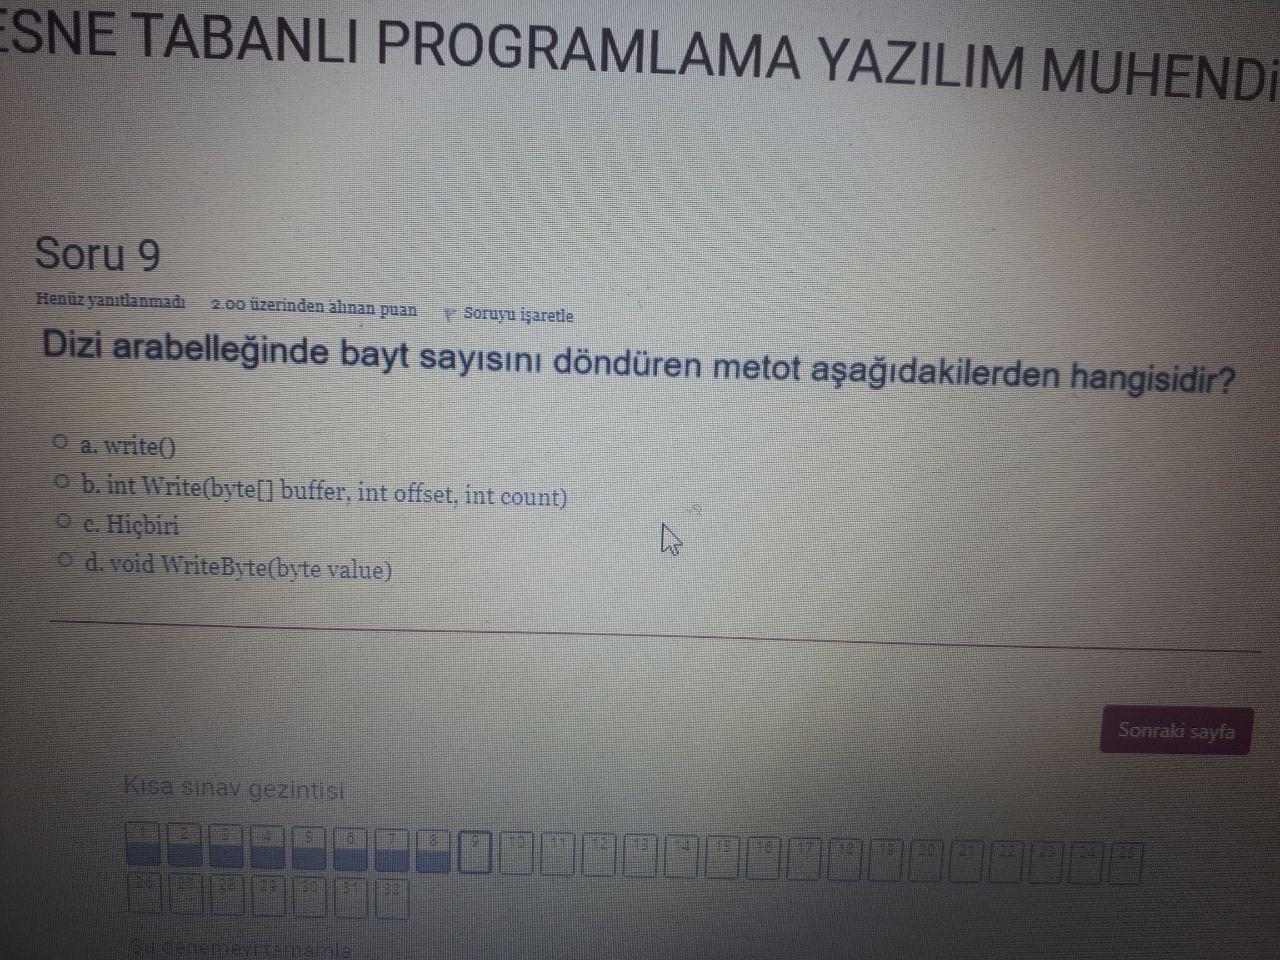 ESNE TABANLI PROGRAMLAMA YAZILIM MUHENDİ
Soru 9
Henüz yanıtlanmadı 2.00 üzerinden alınan puan Soruyu işaretle
Dizi arabelleğinde bayt sayısını döndüren metot aşağıdakilerden hangisidir?
a. write()
b. int Write(byte[] buffer, int offset, int count)
c. Hiçbiri
d. void WriteByte(byte value)
Sonraki sayfa
Kısa sınav gezintisi
1 2 3 4 5 6 7 8 9 10 11 12 13 14 15 16 17 18 19 20 21 22 23 24 25
26 27 28 29 30 31 32
Şu denemeyi tamamla